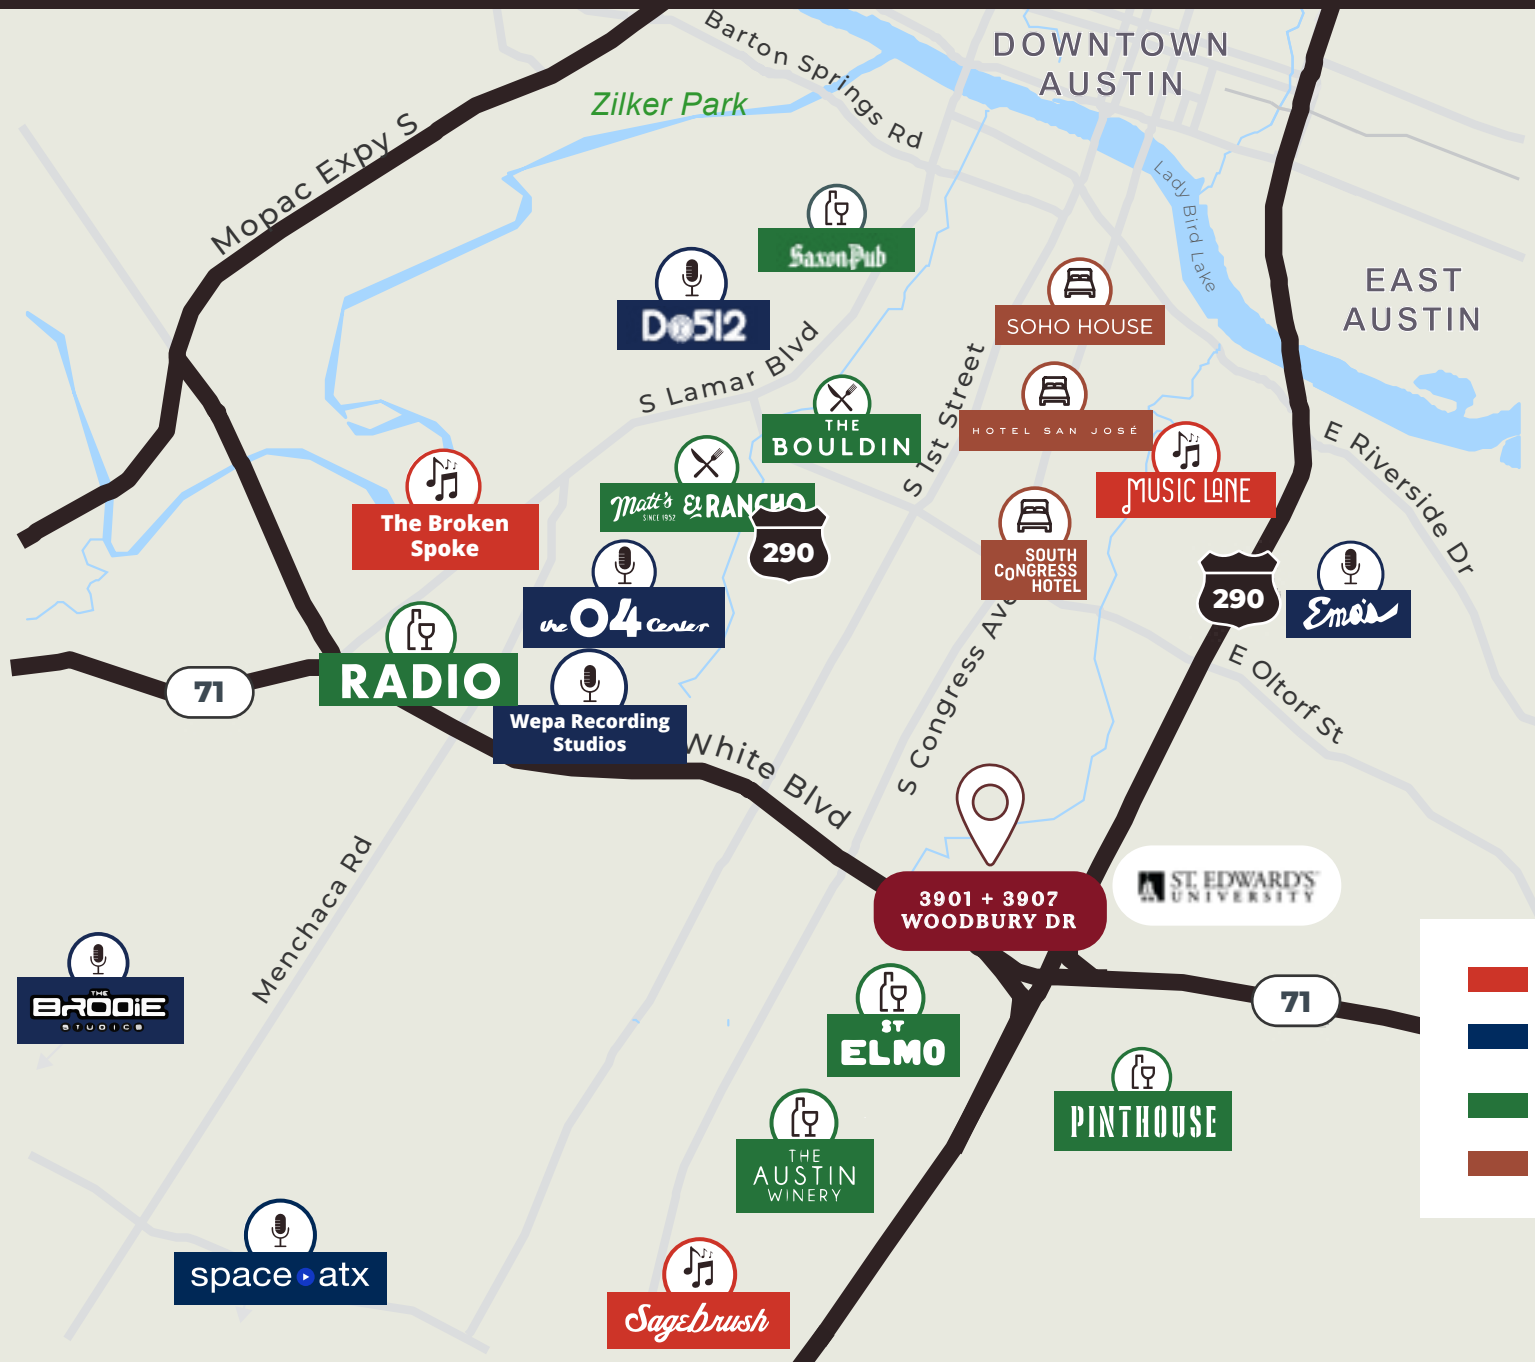 Barton Springs Rd
DOWNTOWN
AUSTIN
Zilker Park
Mopac Expy S
Lady Bird Lake
SaxonPub
DO512
SOHO HOUSE
EAST
AUSTIN
S Lamar Blvd
S 1st Street
THE
BOULDIN
HOTEL SAN JOSÉ
E Riverside Dr
MUSIC LANE
Matt's El RANCHO
SINCE 1952
The Broken
Spoke
290
SOUTH
CONGRESS
HOTEL
290
Emo's
the 04 Center
RADIO
71
Wepa Recording
Studios
White Blvd
S Congress Ave
E Oltorf St
Menchaca Rd
3901 + 3907
WOODBURY DR
ST. EDWARD'S
UNIVERSITY
THE
BRODIE
STUDIOS
ST
ELMO
71
PINTHOUSE
THE
AUSTIN
WINERY
space atx
Sagebrush